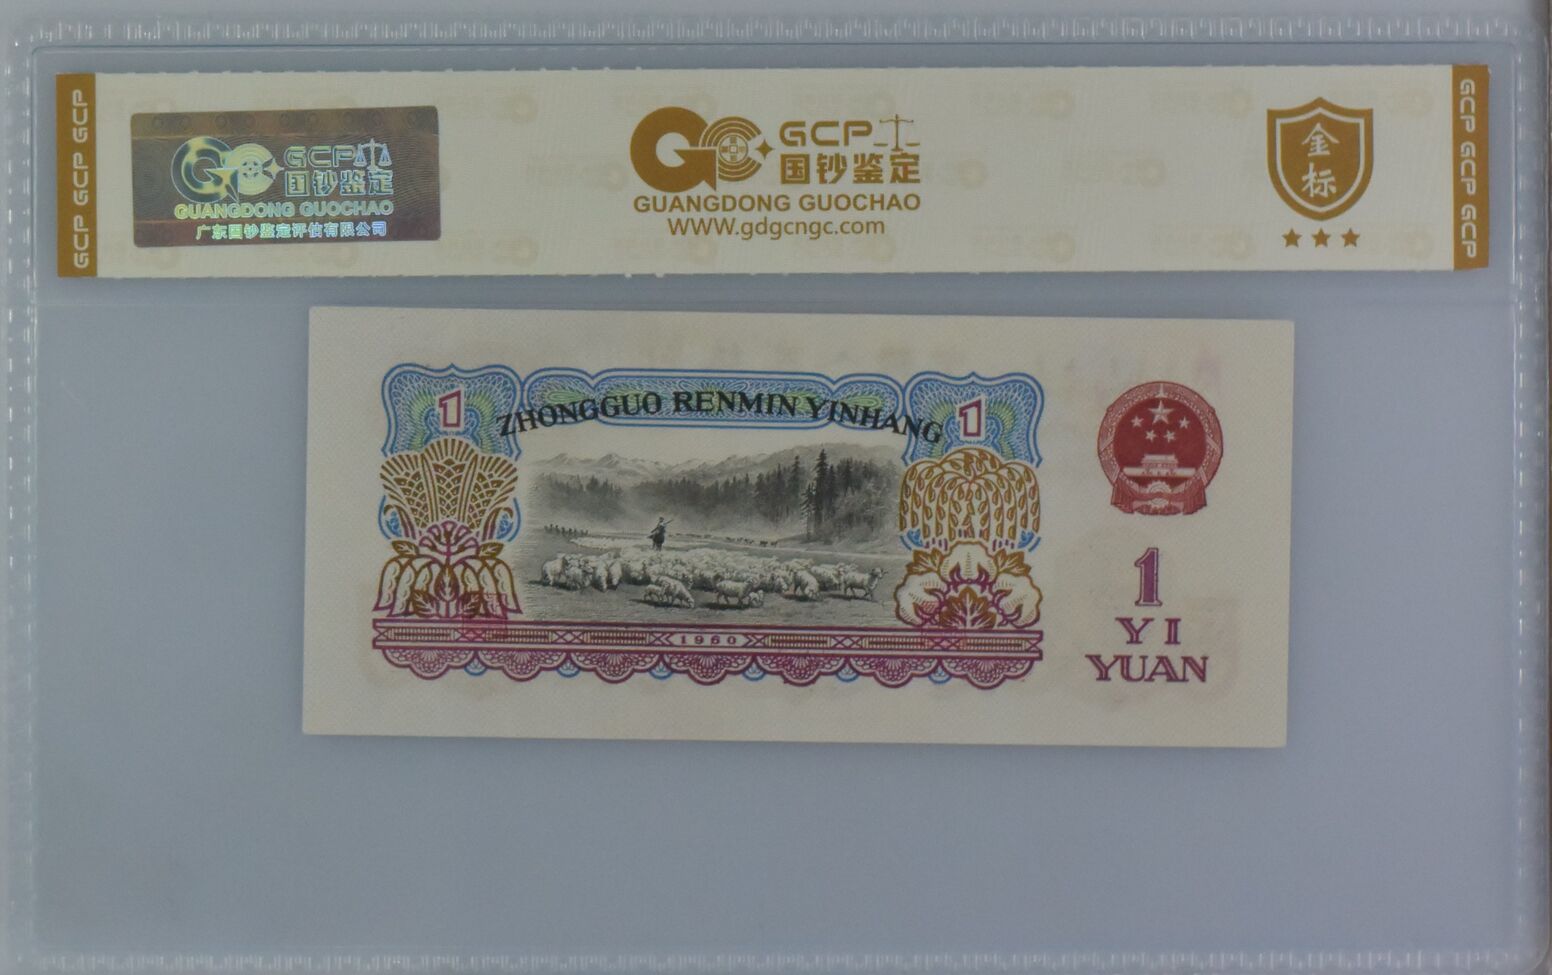 GCP GCP GCP
GCP
国钞鉴定
GUANGDONG GUOCHAO
广东国钞鉴定评估有限公司
GCP
国钞鉴定
GUANGDONG GUOCHAO
WWW.gdgcngc.com
金标
GCP GCP GCP
1
ZHONGGUO RENMIN YINHANG
1
1960
1
YI
YUAN